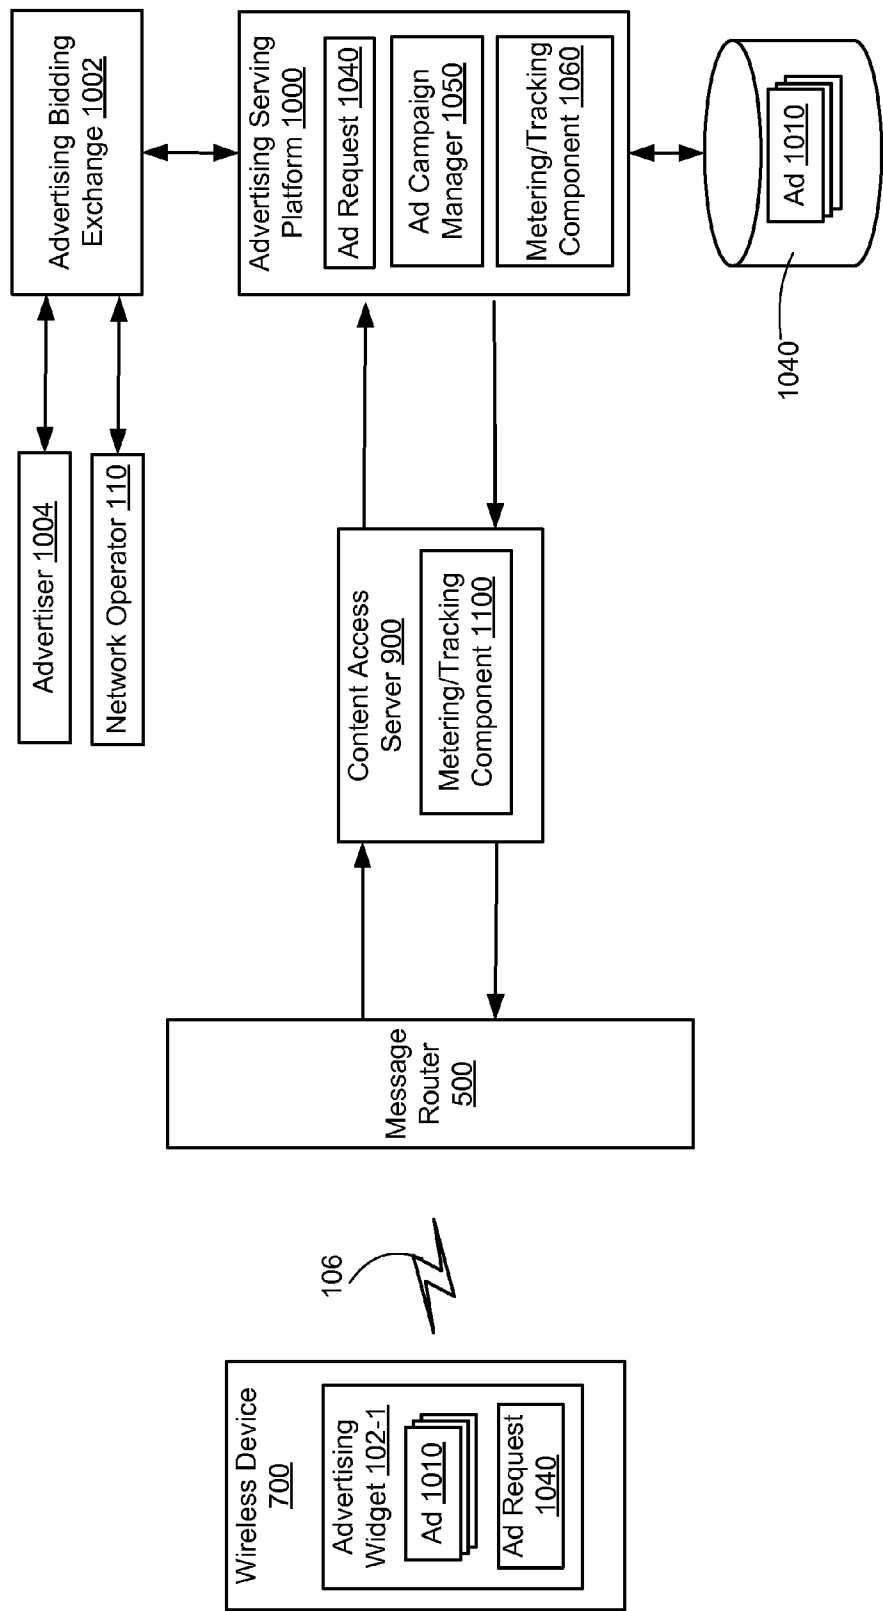 Wireless Device
700
Advertising
Widget 102-1
Ad 1010
Ad Request
1040
106
Message
Router
500
Content Access
Server 900
Metering/Tracking
Component 1100
Advertiser 1004
Network Operator 110
Advertising Bidding
Exchange 1002
Advertising Serving
Platform 1000
Ad Request 1040
Ad Campaign
Manager 1050
Metering/Tracking
Component 1060
Ad 1010
1040